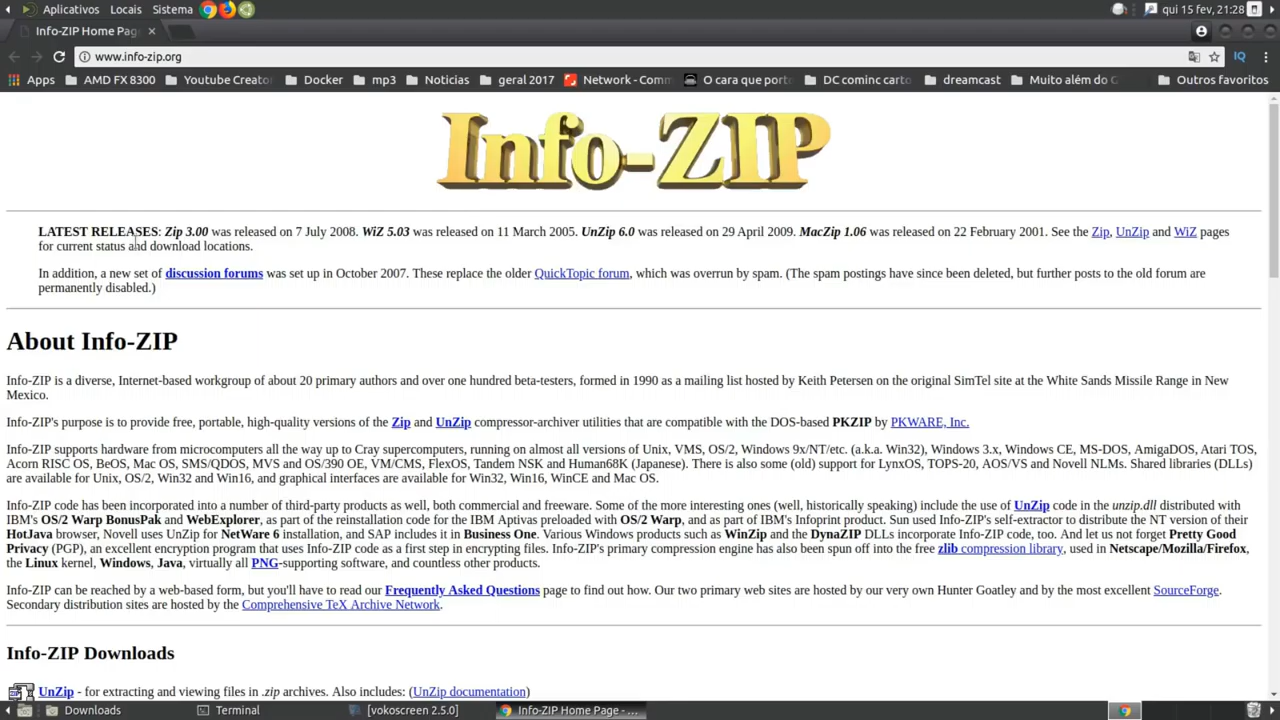 Aplicativos Locais Sistema qui 15 fev, 21:28
Info-ZIP Home Pag
www.info-zip.org
Apps AMD FX 8300 Youtube Creato Docker mp3 Noticias geral 2017 Network - Comm O cara que porto DC cominc carto dreamcast Muito além do G Outros favoritos
Info-ZIP
LATEST RELEASES: Zip 3.00 was released on 7 July 2008. WiZ 5.03 was released on 11 March 2005. UnZip 6.0 was released on 29 April 2009. MacZip 1.06 was released on 22 February 2001. See the Zip, UnZip and WiZ pages
for current status and download locations.
In addition, a new set of discussion forums was set up in October 2007. These replace the older QuickTopic forum, which was overrun by spam. (The spam postings have since been deleted, but further posts to the old forum are
permanently disabled.)
About Info-ZIP
Info-ZIP is a diverse, Internet-based workgroup of about 20 primary authors and over one hundred beta-testers, formed in 1990 as a mailing list hosted by Keith Petersen on the original SimTel site at the White Sands Missile Range in New
Mexico.
Info-ZIP's purpose is to provide free, portable, high-quality versions of the Zip and UnZip compressor-archiver utilities that are compatible with the DOS-based PKZIP by PKWARE, Inc.
Info-ZIP supports hardware from microcomputers all the way up to Cray supercomputers, running on almost all versions of Unix, VMS, OS/2, Windows 9x/NT/etc. (a.k.a. Win32), Windows 3.x, Windows CE, MS-DOS, AmigaDOS, Atari TOS,
Acorn RISC OS, BeOS, Mac OS, SMS/QDOS, MVS and OS/390 OE, VM/CMS, FlexOS, Tandem NSK and Human68K (Japanese). There is also some (old) support for LynxOS, TOPS-20, AOS/VS and Novell NLMs. Shared libraries (DLLs)
are available for Unix, OS/2, Win32 and Win16, and graphical interfaces are available for Win32, Win16, WinCE and Mac OS.
Info-ZIP code has been incorporated into a number of third-party products as well, both commercial and freeware. Some of the more interesting ones (well, historically speaking) include the use of UnZip code in the unzip.dll distributed with
IBM's OS/2 Warp BonusPak and WebExplorer, as part of the reinstallation code for the IBM Aptivas preloaded with OS/2 Warp, and as part of IBM's Infoprint product. Sun used Info-ZIP's self-extractor to distribute the NT version of their
HotJava browser, Novell uses UnZip for NetWare 6 installation, and SAP includes it in Business One. Various Windows products such as WinZip and the DynaZIP DLLs incorporate Info-ZIP code, too. And let us not forget Pretty Good
Privacy (PGP), an excellent encryption program that uses Info-ZIP code as a first step in encrypting files. Info-ZIP's primary compression engine has also been spun off into the free zlib compression library, used in Netscape/Mozilla/Firefox,
the Linux kernel, Windows, Java, virtually all PNG-supporting software, and countless other products.
Info-ZIP can be reached by a web-based form, but you'll have to read our Frequently Asked Questions page to find out how. Our two primary web sites are hosted by our very own Hunter Goatley and by the most excellent SourceForge.
Secondary distribution sites are hosted by the Comprehensive TeX Archive Network.
Info-ZIP Downloads
UnZip - for extracting and viewing files in .zip archives. Also includes: (UnZip documentation)
Downloads Terminal [vokoscreen 2.5.0] Info-ZIP Home Page - ...